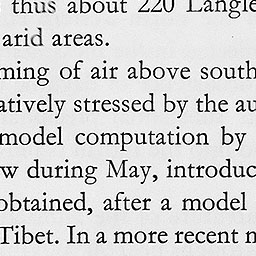 thus about 220 Langle
arid areas.
ming of air above south
atively stressed by the au
model computation by
w during May, introduc
obtained, after a model
Tibet. In a more recent n